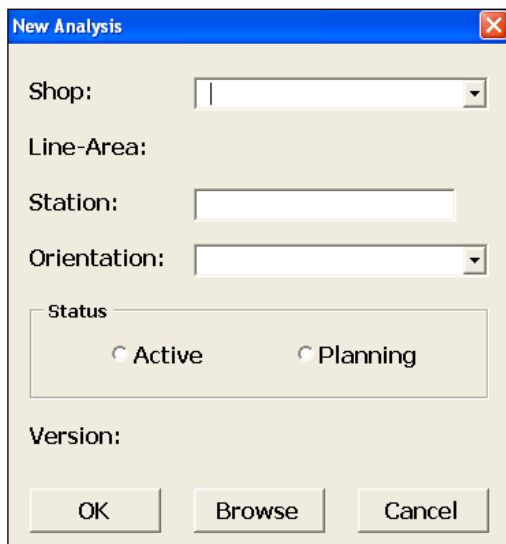 New Analysis
Shop:
Line-Area:
Station:
Orientation:
Status
Active Planning
Version:
OK Browse Cancel